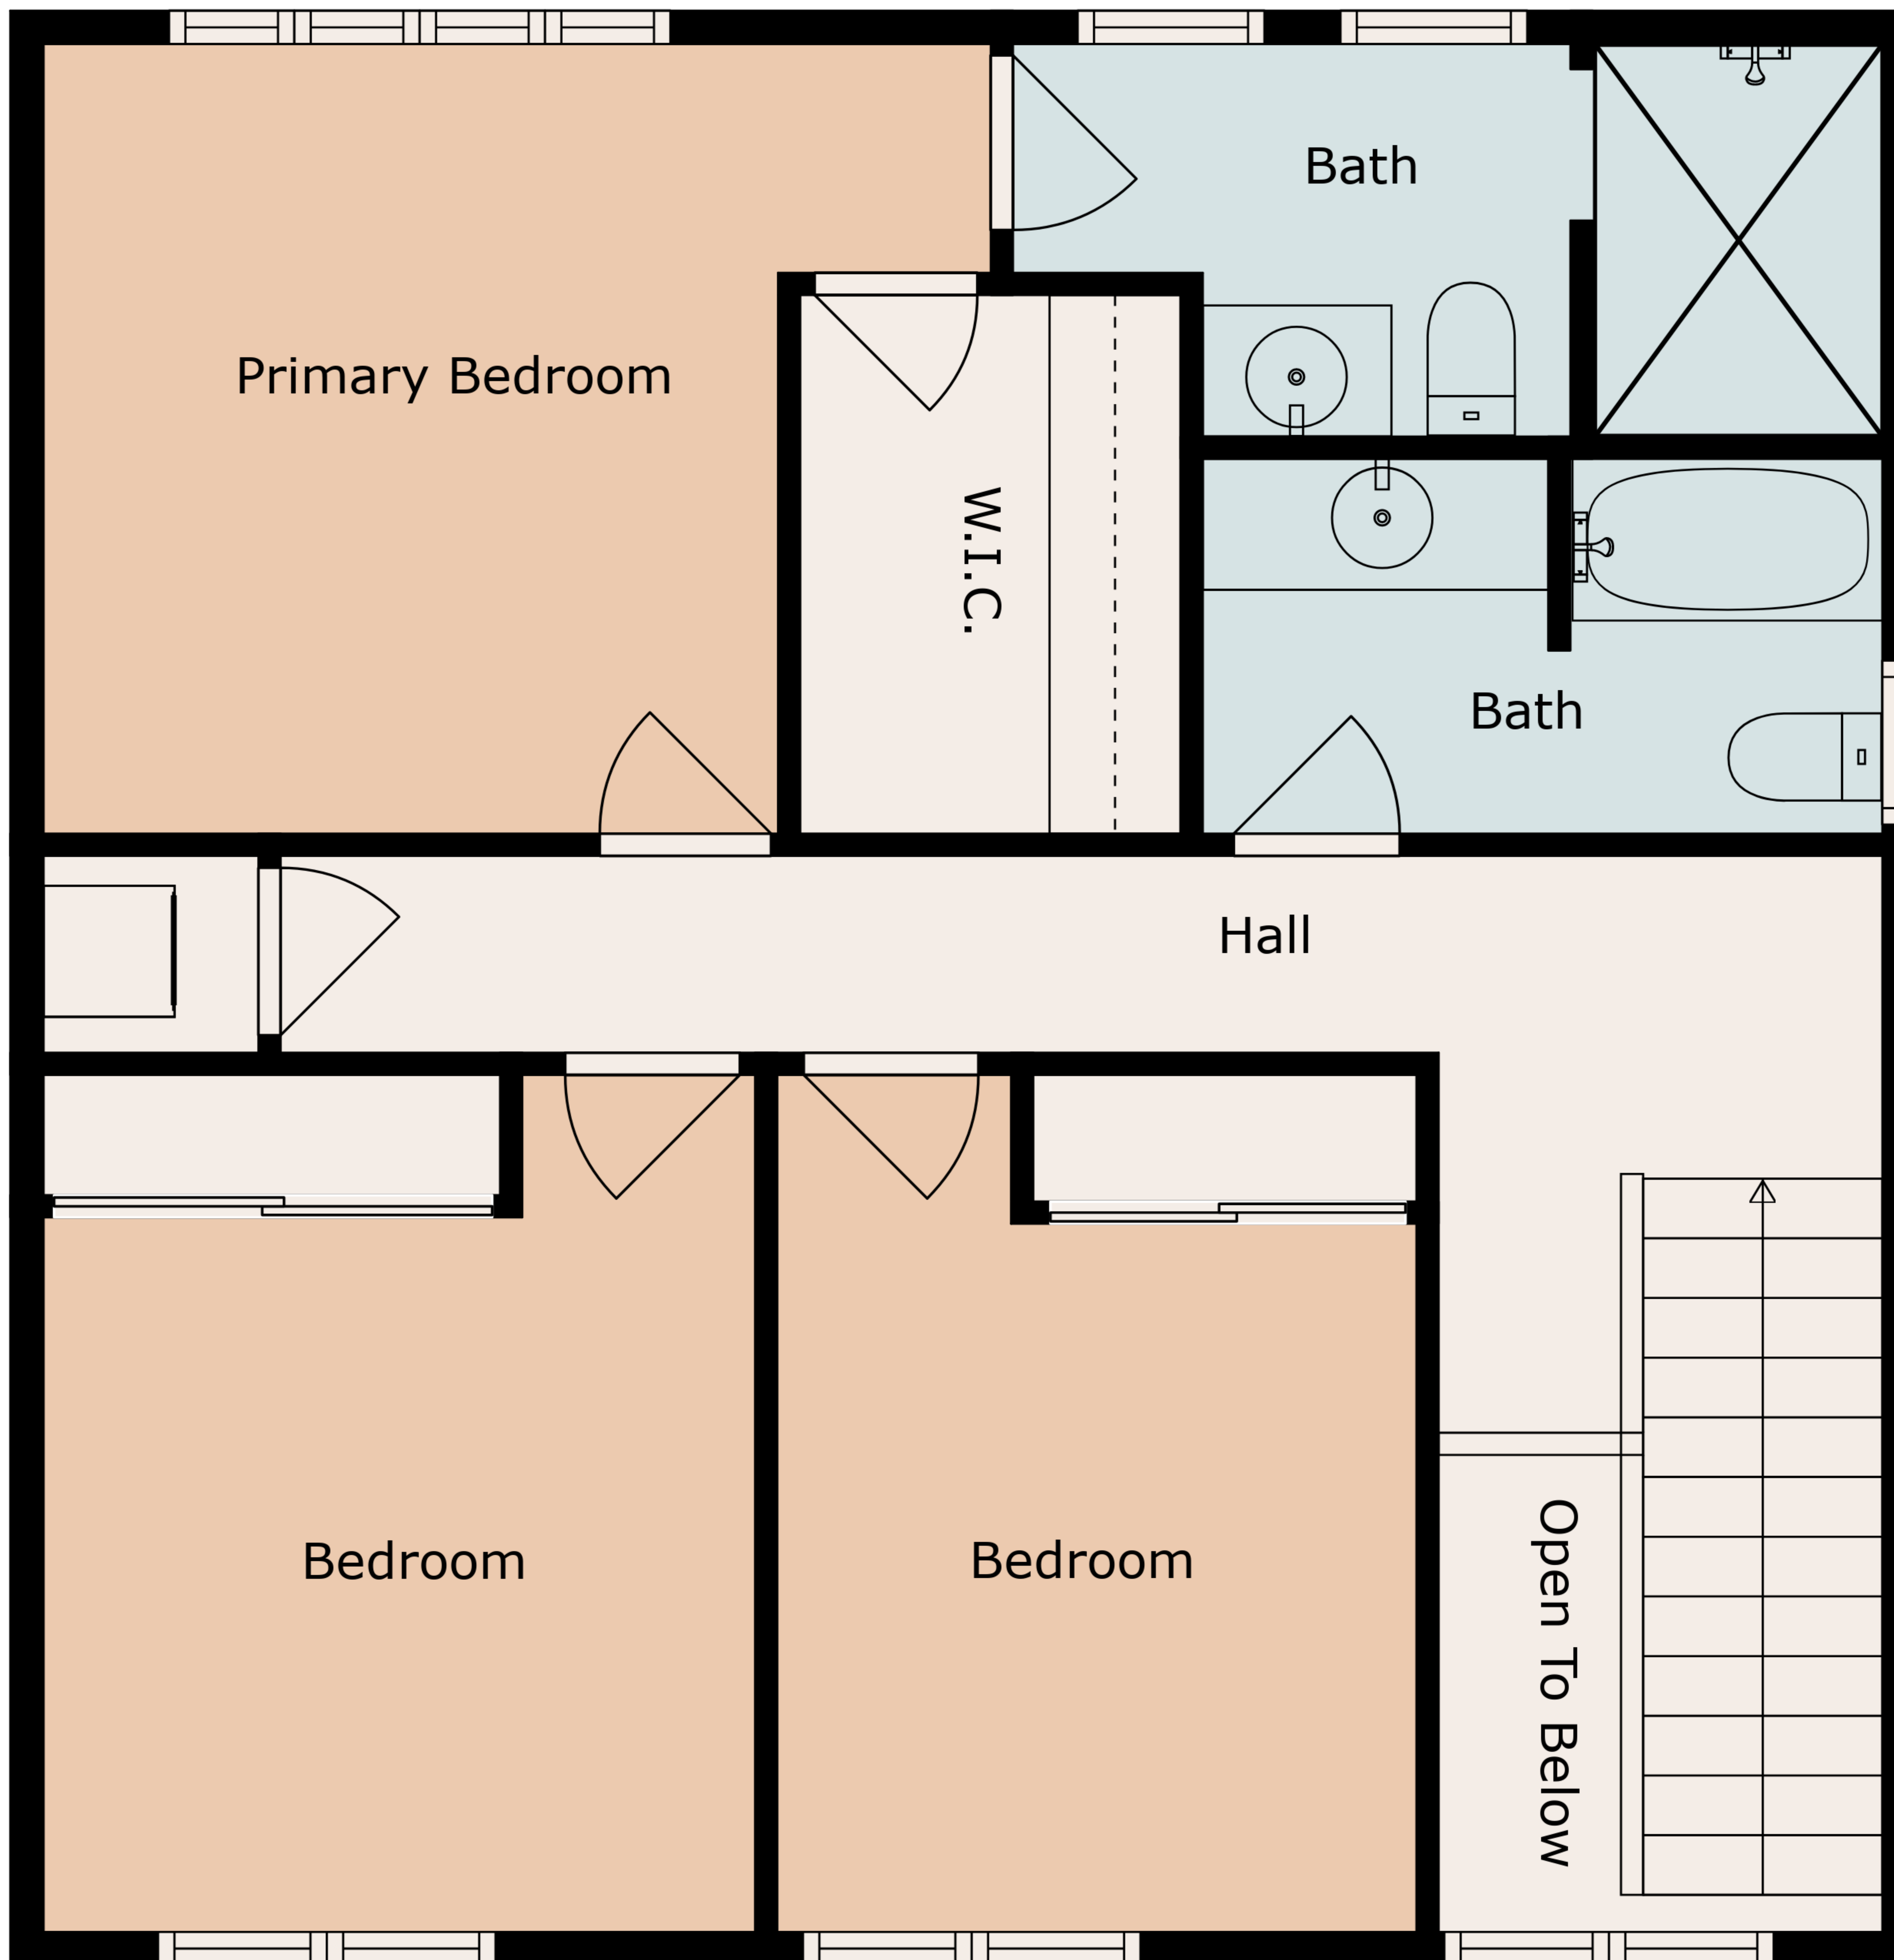 Bath
Primary Bedroom
W.I.C.
Bath
Hall
Bedroom
Bedroom
Open To Below